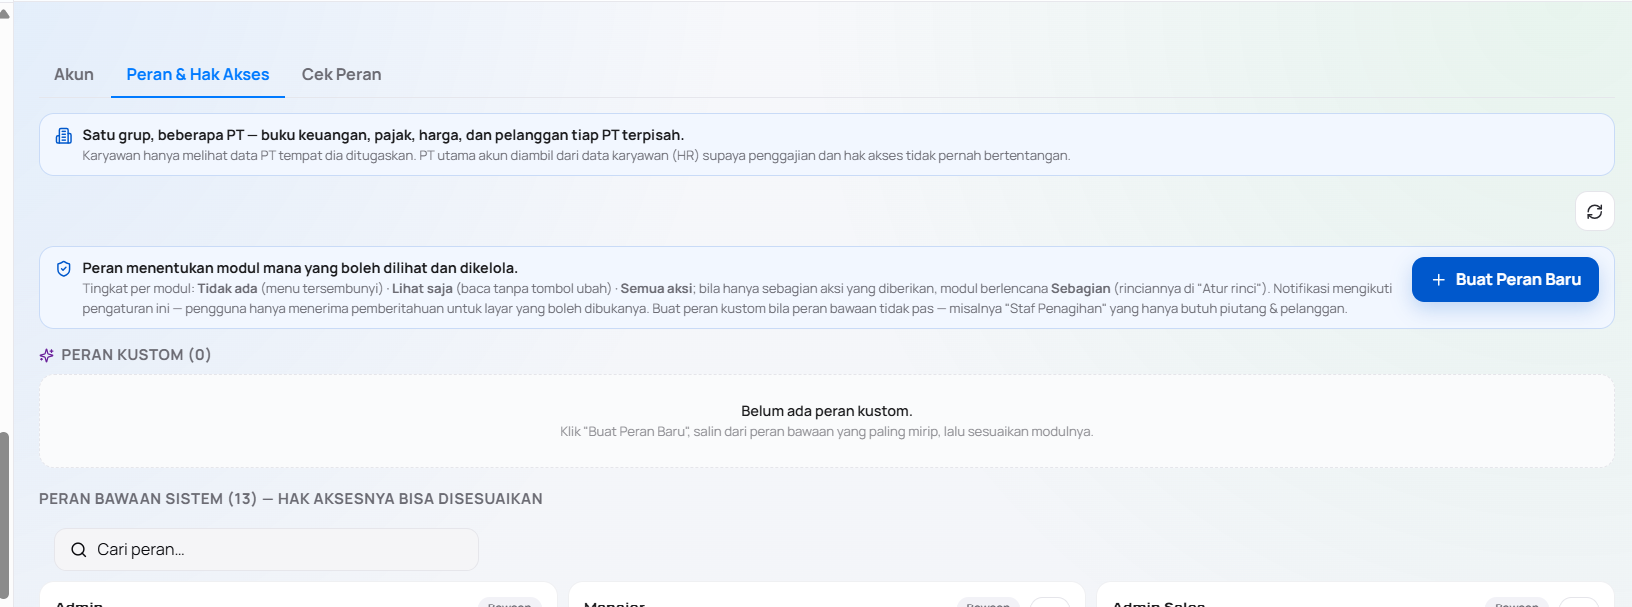 Akun Peran & Hak Akses Cek Peran
Satu grup, beberapa PT — buku keuangan, pajak, harga, dan pelanggan tiap PT terpisah.
Karyawan hanya melihat data PT tempat dia ditugaskan. PT utama akun diambil dari data karyawan (HR) supaya penggajian dan hak akses tidak pernah bertentangan.
Peran menentukan modul mana yang boleh dilihat dan dikelola.
Tingkat per modul: Tidak ada (menu tersembunyi) · Lihat saja (baca tanpa tombol ubah) · Semua aksi; bila hanya sebagian aksi yang diberikan, modul berlencana Sebagian (rinciannya di "Atur rinci"). Notifikasi mengikuti
pengaturan ini — pengguna hanya menerima pemberitahuan untuk layar yang boleh dibukanya. Buat peran kustom bila peran bawaan tidak pas — misalnya "Staf Penagihan" yang hanya butuh piutang & pelanggan.
+ Buat Peran Baru
PERAN KUSTOM (0)
Belum ada peran kustom.
Klik "Buat Peran Baru", salin dari peran bawaan yang paling mirip, lalu sesuaikan modulnya.
PERAN BAWAAN SISTEM (13) — HAK AKSESNYA BISA DISESUAIKAN
Cari peran...
Admin Bawaan Manajer Bawaan Admin Sales Bawaan